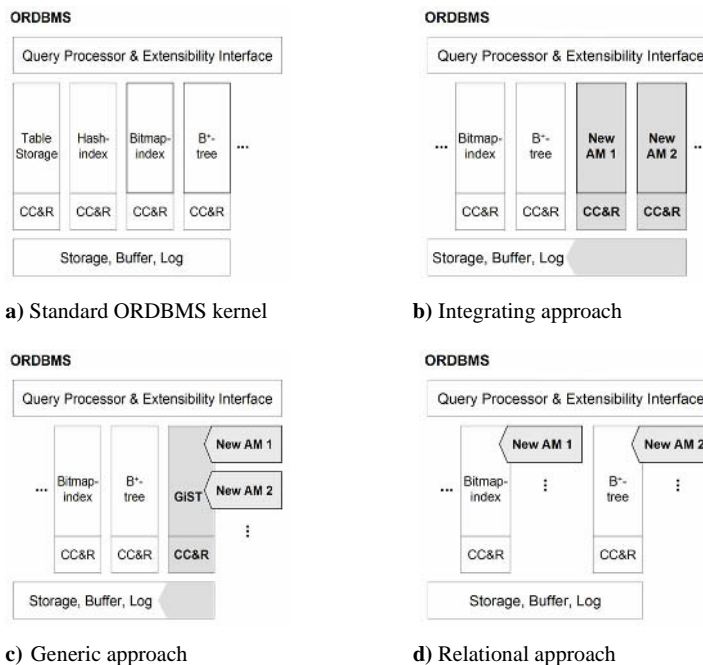 ORDBMS
Query Processor & Extensibility Interface
Table Storage
Hash-index
Bitmap-index
B+-tree
...
CC&R
CC&R
CC&R
CC&R
Storage, Buffer, Log
a) Standard ORDBMS kernel
ORDBMS
Query Processor & Extensibility Interface
...
Bitmap-index
B+-tree
New AM 1
New AM 2
...
CC&R
CC&R
CC&R
CC&R
Storage, Buffer, Log
b) Integrating approach
ORDBMS
Query Processor & Extensibility Interface
...
Bitmap-index
B+-tree
GiST
New AM 1
New AM 2
...
CC&R
CC&R
CC&R
Storage, Buffer, Log
c) Generic approach
ORDBMS
Query Processor & Extensibility Interface
...
Bitmap-index
New AM 1
...
B+-tree
New AM 2
...
CC&R
CC&R
Storage, Buffer, Log
d) Relational approach